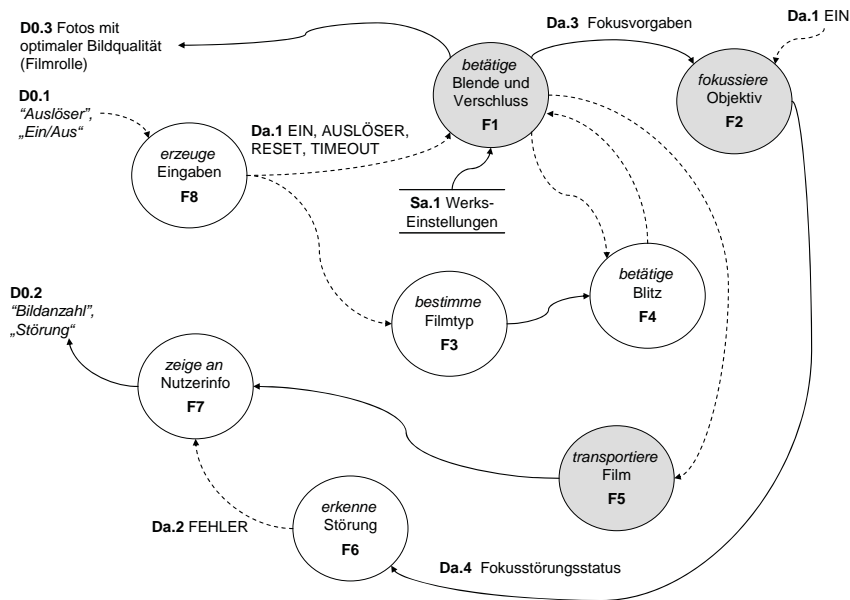 D0.3 Fotos mit
optimaler Bildqualität
(Filmrolle)
Da.3 Fokusvorgaben
Da.1 EIN
betätige
Blende und
Verschluss
F1
fokussiere
Objektiv
F2
D0.1
"Auslöser",
„Ein/Aus“
Da.1 EIN, AUSLÖSER,
RESET, TIMEOUT
erzeuge
Eingaben
F8
Sa.1 Werks-
Einstellungen
D0.2
"Bildanzahl",
„Störung“
bestimme
Filmtyp
F3
betätige
Blitz
F4
zeige an
Nutzerinfo
F7
transportiere
Film
F5
erkenne
Störung
F6
Da.2 FEHLER
Da.4 Fokusstörungsstatus